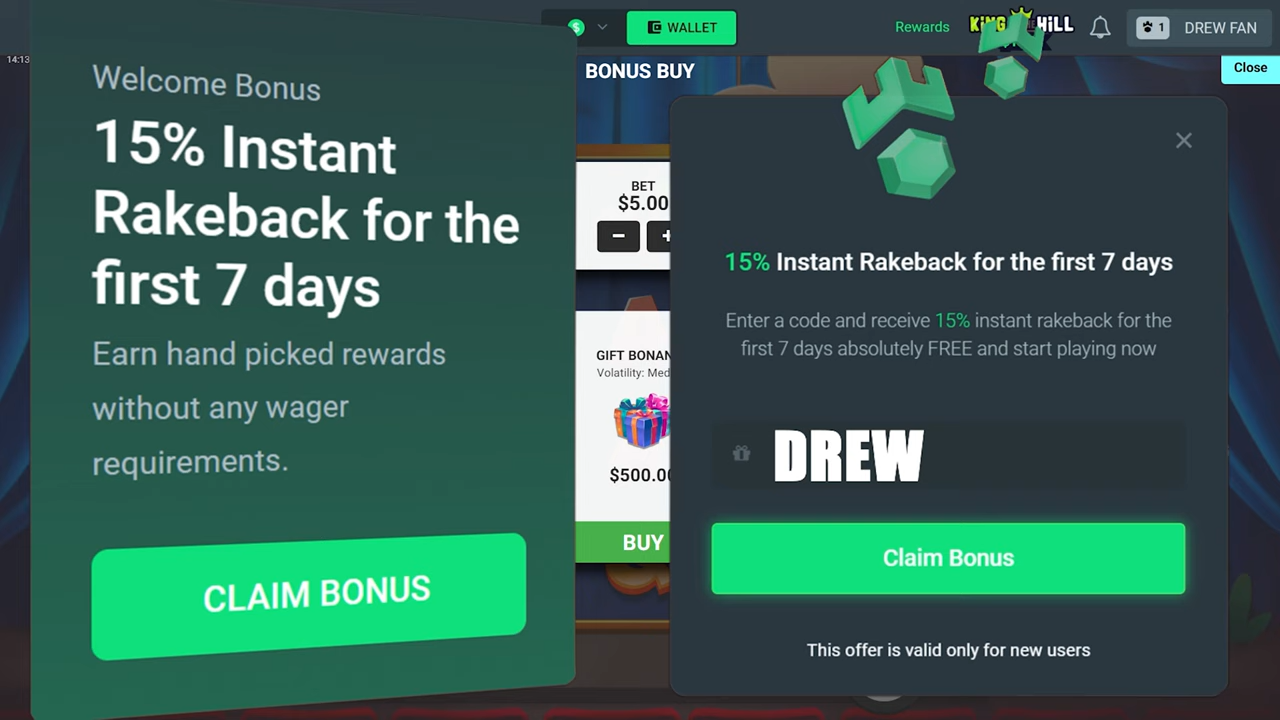 WALLET
Rewards
KING HILL
1
DREW FAN
14:13
BONUS BUY
Close
Welcome Bonus
15% Instant
Rakeback for the
first 7 days
Earn hand picked rewards
without any wager
requirements.
CLAIM BONUS
BET
$5.00
GIFT BONAN
Volatility: Med
$500.00
BUY
15% Instant Rakeback for the first 7 days
Enter a code and receive 15% instant rakeback for the
first 7 days absolutely FREE and start playing now
DREW
Claim Bonus
This offer is valid only for new users